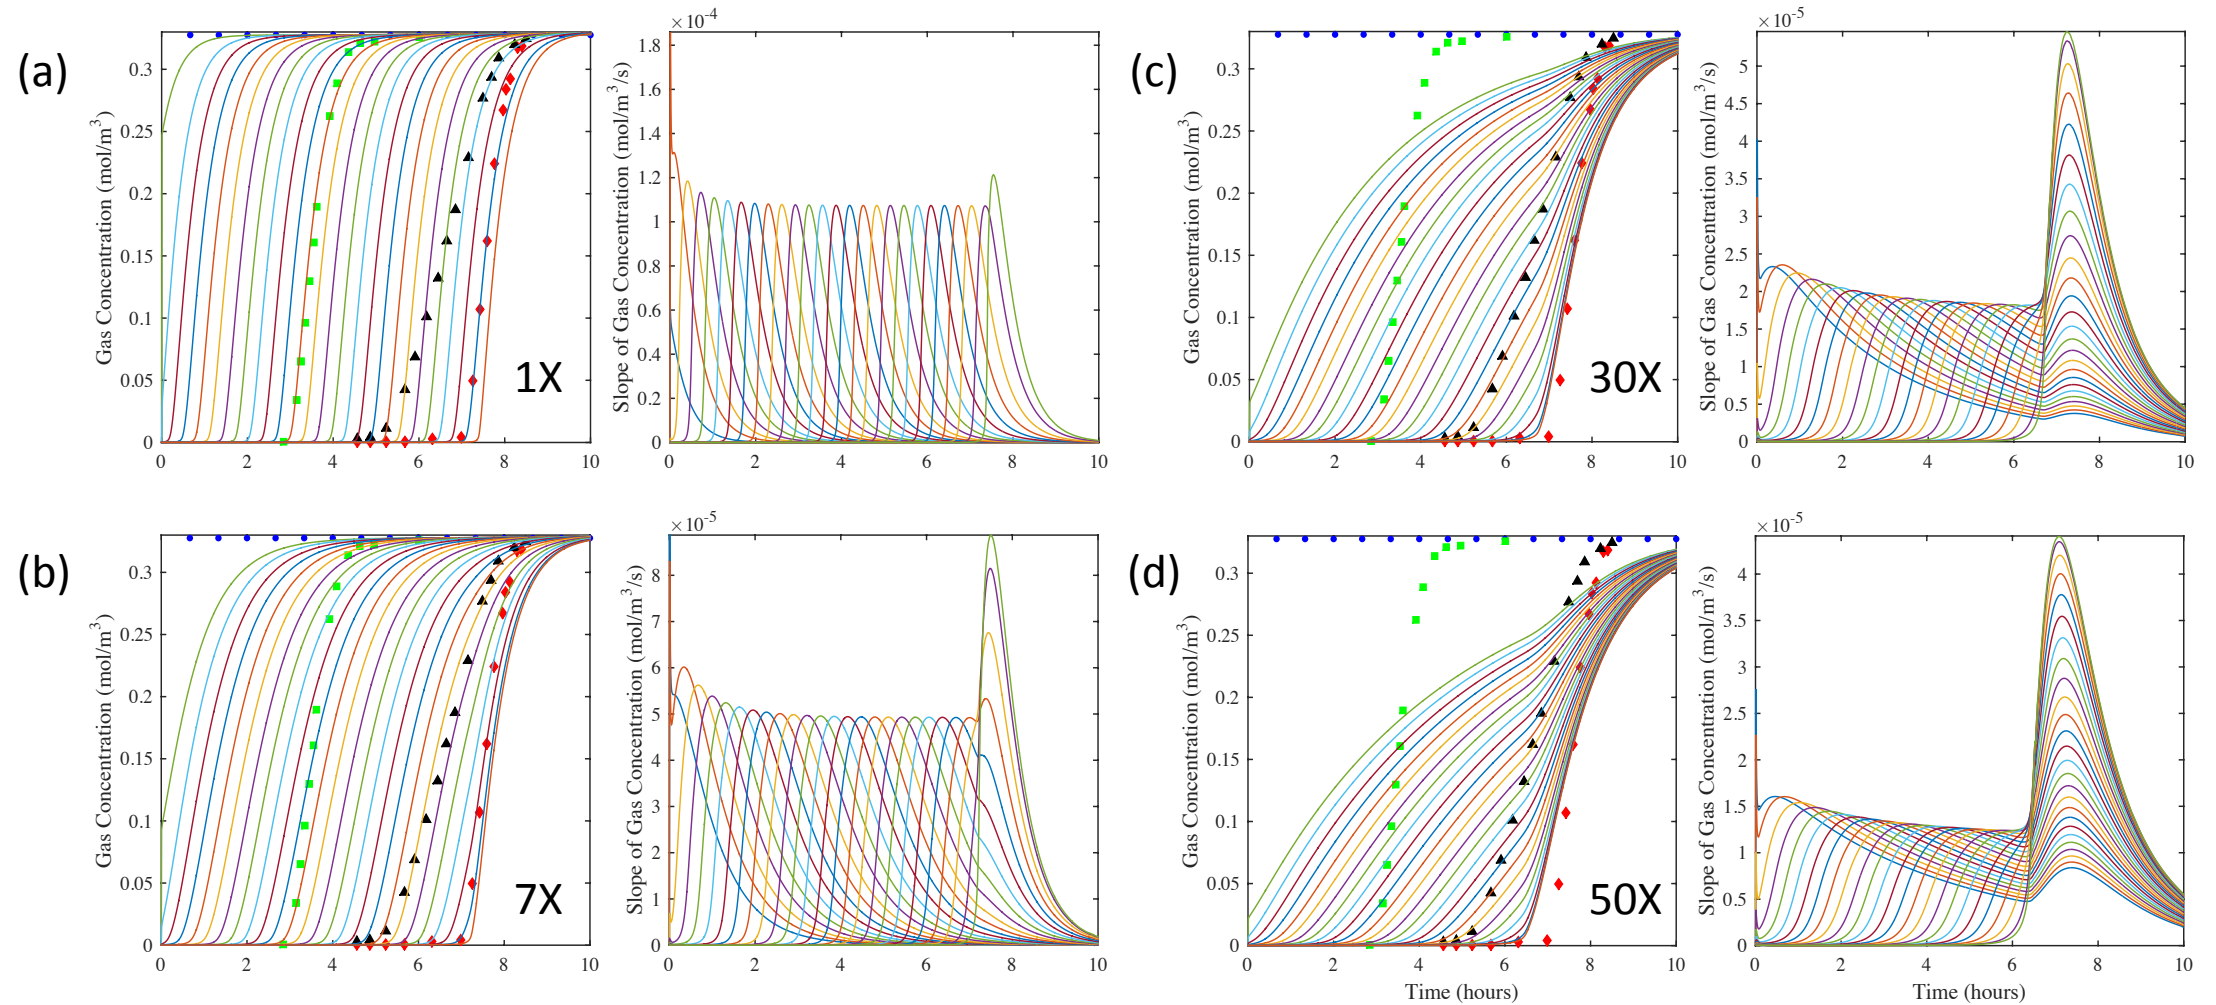 (a)
Gas Concentration (mol/m³)
0.3
0.25
0.2
0.15
0.1
0.05
0
0 2 4 6 8 10
1X
×10⁻⁴
Slope of Gas Concentration (mol/m³/s)
1.8
1.6
1.4
1.2
1
0.8
0.6
0.4
0.2
0
0 2 4 6 8 10
(c)
Gas Concentration (mol/m³)
0.3
0.25
0.2
0.15
0.1
0.05
0
0 2 4 6 8 10
30X
×10⁻⁵
Slope of Gas Concentration (mol/m³/s)
5
4.5
4
3.5
3
2.5
2
1.5
1
0.5
0
0 2 4 6 8 10
(b)
Gas Concentration (mol/m³)
0.3
0.25
0.2
0.15
0.1
0.05
0
0 2 4 6 8 10
7X
×10⁻⁵
Slope of Gas Concentration (mol/m³/s)
8
7
6
5
4
3
2
1
0
0 2 4 6 8 10
(d)
Gas Concentration (mol/m³)
0.3
0.25
0.2
0.15
0.1
0.05
0
0 2 4 6 8 10
Time (hours)
50X
×10⁻⁵
Slope of Gas Concentration (mol/m³/s)
4
3.5
3
2.5
2
1.5
1
0.5
0
0 2 4 6 8 10
Time (hours)